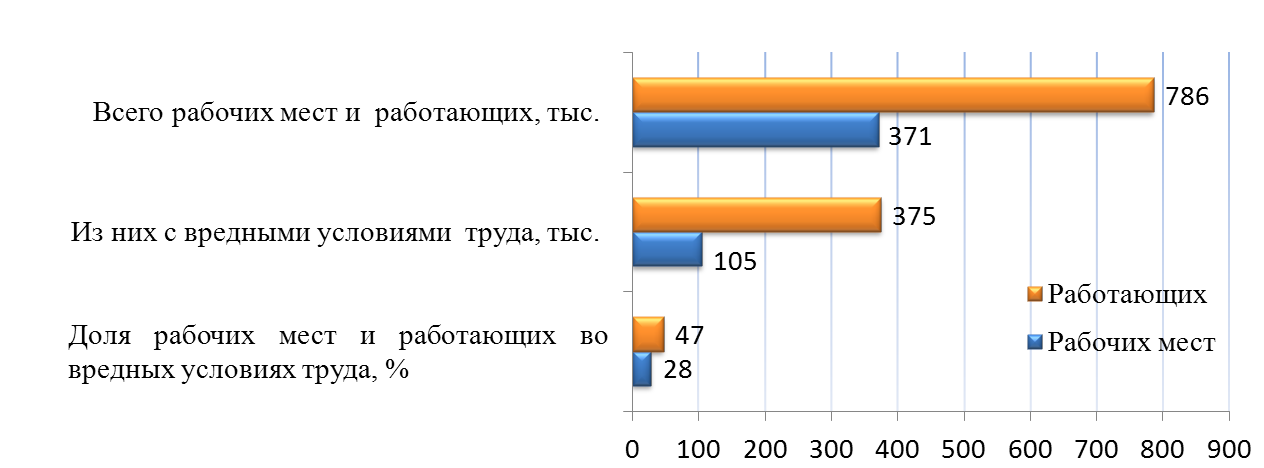 Всего рабочих мест и работающих, тыс.
786
371
Из них с вредными условиями труда, тыс.
375
105
Доля рабочих мест и работающих во
вредных условиях труда, %
47
28
Работающих
Рабочих мест
0 100 200 300 400 500 600 700 800 900